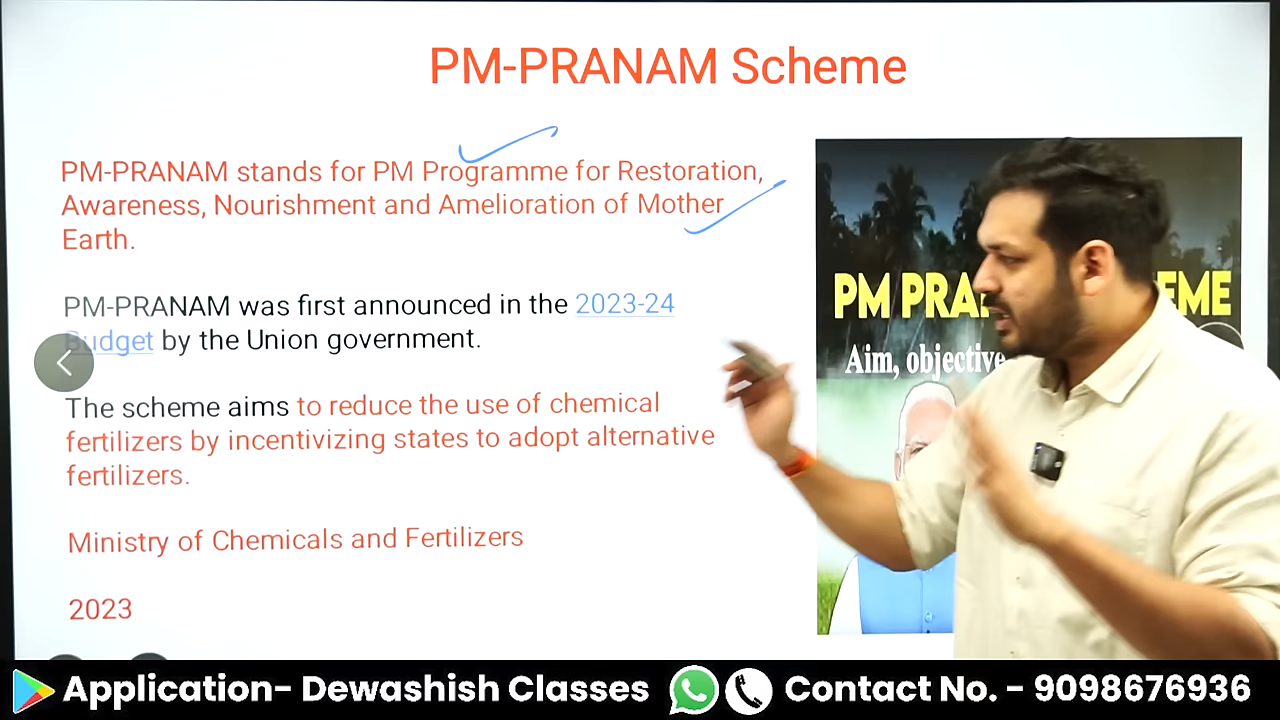 PM-PRANAM Scheme
PM-PRANAM stands for PM Programme for Restoration,
Awareness, Nourishment and Amelioration of Mother
Earth.
PM-PRANAM was first announced in the 2023-24
Budget by the Union government.
The scheme aims to reduce the use of chemical
fertilizers by incentivizing states to adopt alternative
fertilizers.
Ministry of Chemicals and Fertilizers
2023
PM
Aim, objective
Application- Dewashish Classes
Contact No. - 9098676936